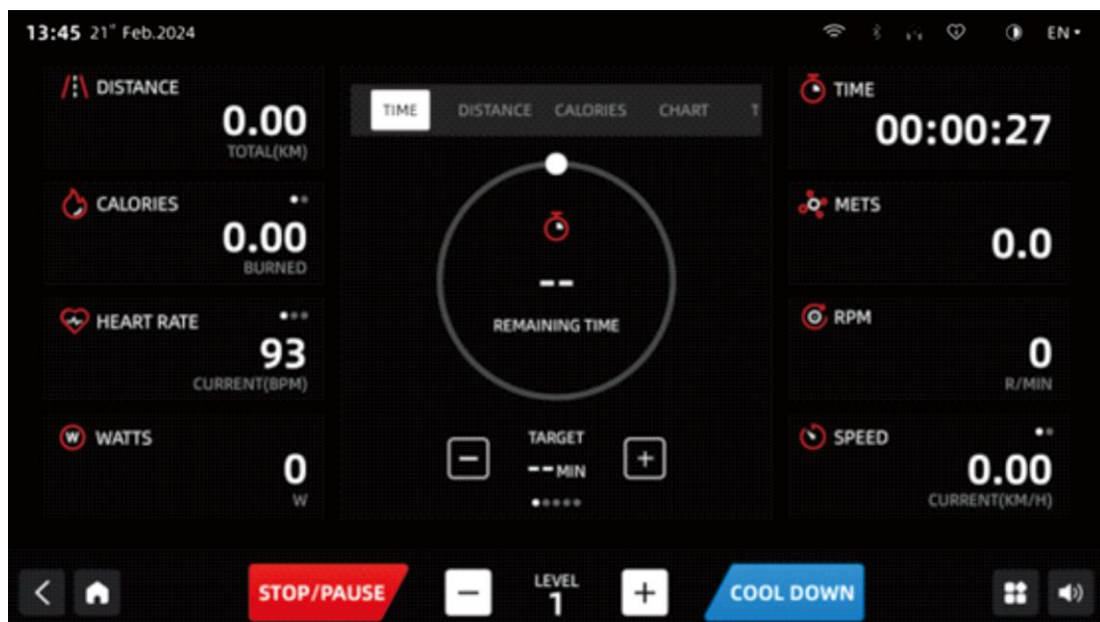 13:45 21st Feb.2024
EN
DISTANCE
0.00
TOTAL(KM)
CALORIES
0.00
BURNED
HEART RATE
93
CURRENT(BPM)
W WATTS
0
W
TIME DISTANCE CALORIES CHART T
--
REMAINING TIME
TARGET
--MIN
TIME
00:00:27
METS
0.0
RPM
0
R/MIN
SPEED
0.00
CURRENT(KM/H)
STOP/PAUSE
−
LEVEL
1
+
COOL DOWN